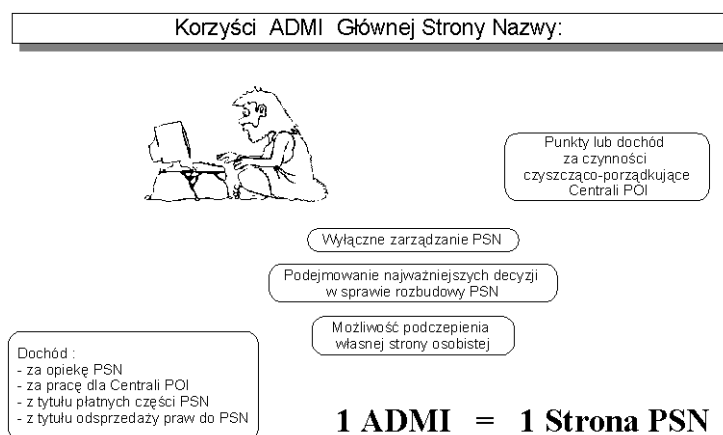 Korzyści ADMI Głównej Strony Nazwy:
Punkty lub dochód
za czynności
czyszcząco-porządkujące
Centrali POI
Wyłączne zarządzanie PSN
Podejmowanie najważniejszych decyzji
w sprawie rozbudowy PSN
Możliwość podczepienia
własnej strony osobistej
Dochód :
- za opiekę PSN
- za pracę dla Centrali POI
- z tytułu płatnych części PSN
- z tytułu odsprzedaży praw do PSN
1 ADMI = 1 Strona PSN